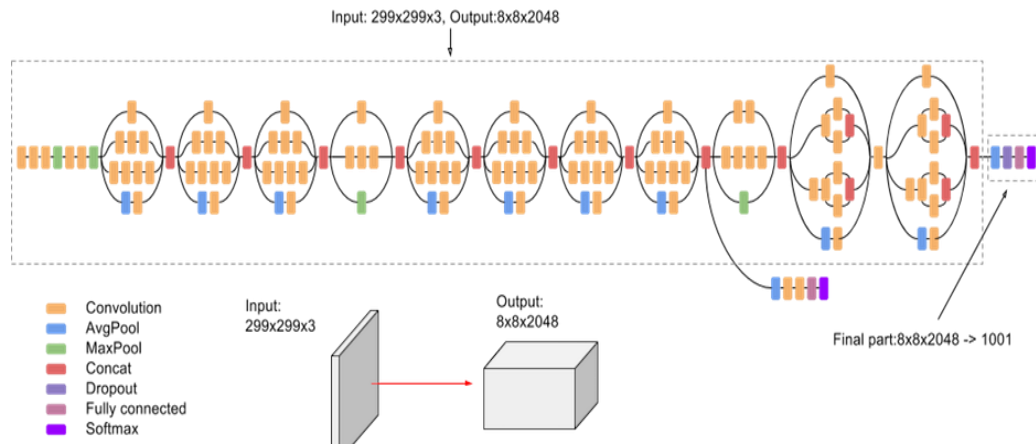 Input: 299x299x3, Output:8x8x2048
Convolution
AvgPool
MaxPool
Concat
Dropout
Fully connected
Softmax
Input:
299x299x3
Output:
8x8x2048
Final part:8x8x2048 -> 1001